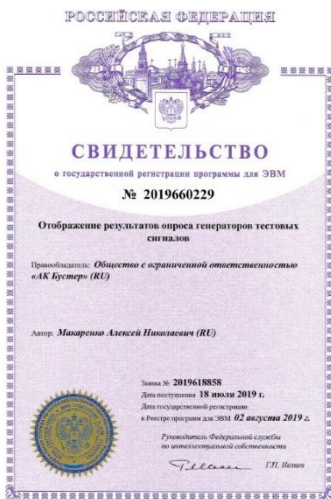 РОССИЙСКАЯ ФЕДЕРАЦИЯ
СВИДЕТЕЛЬСТВО
о государственной регистрации программы для ЭВМ
№ 2019660229
Отображение результатов опроса генераторов тестовых
сигналов
Правообладатель: Общество с ограниченной ответственностью
«АК Бустер» (RU)
Автор: Макаренко Алексей Николаевич (RU)
Заявка № 2019618858
Дата поступления 18 июля 2019 г.
Дата государственной регистрации
в Реестре программ для ЭВМ 02 августа 2019 г.
Руководитель Федеральной службы
по интеллектуальной собственности
Г.П. Ивлиев